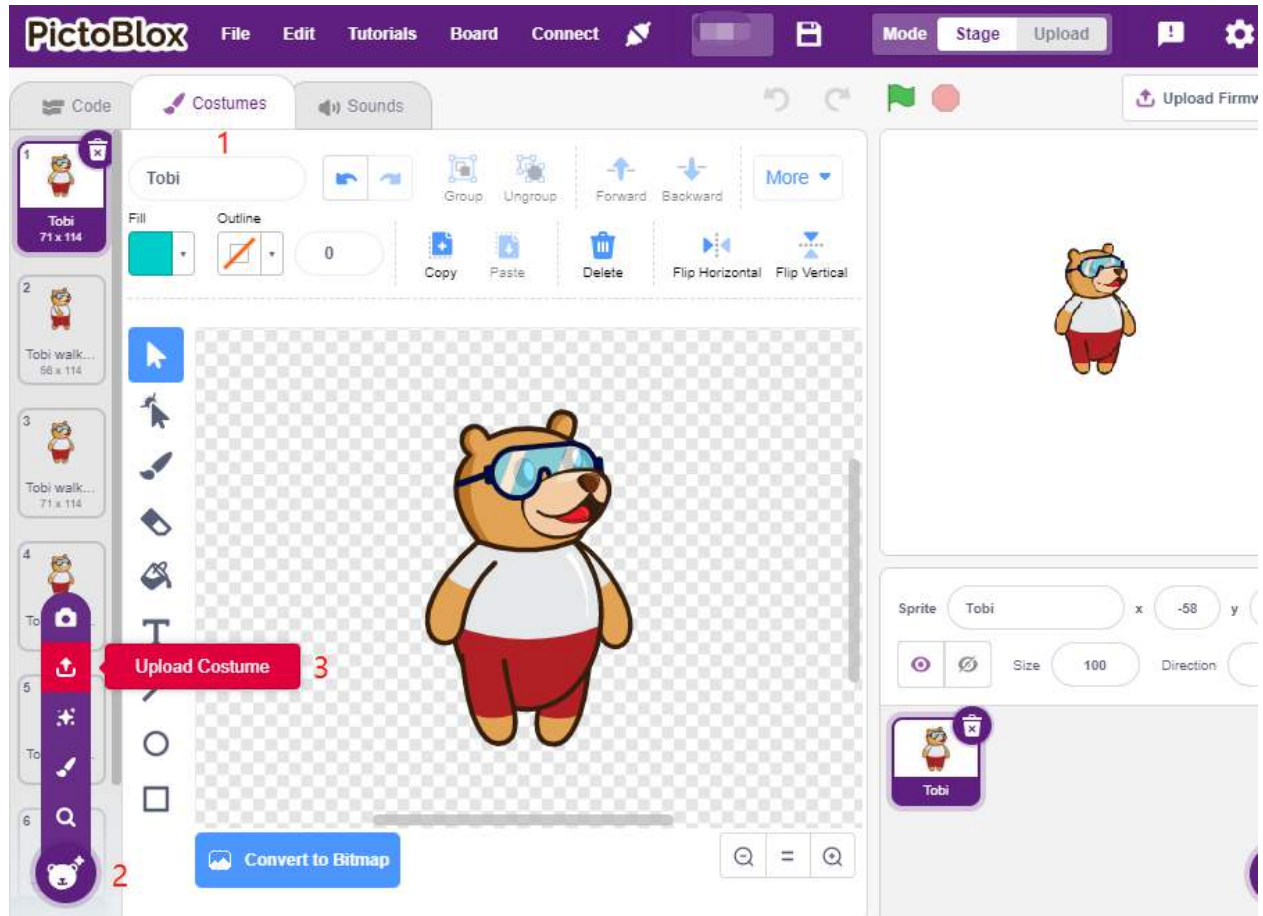 PictoBlox File Edit Tutorials Board Connect Mode Stage Upload
Code Costumes Sounds Upload Firmw
1
1 Tobi Group Ungroup Forward Backward More
Tobi
71 x 114
Fill Outline
0 Copy Paste Delete Flip Horizontal Flip Vertical
2
Tobi walk...
56 x 114
3
Tobi walk...
71 x 114
4
To
T
Sprite Tobi x -58 y
Upload Costume 3
Size 100 Direction
5
To
Tobi
6
Convert to Bitmap
2